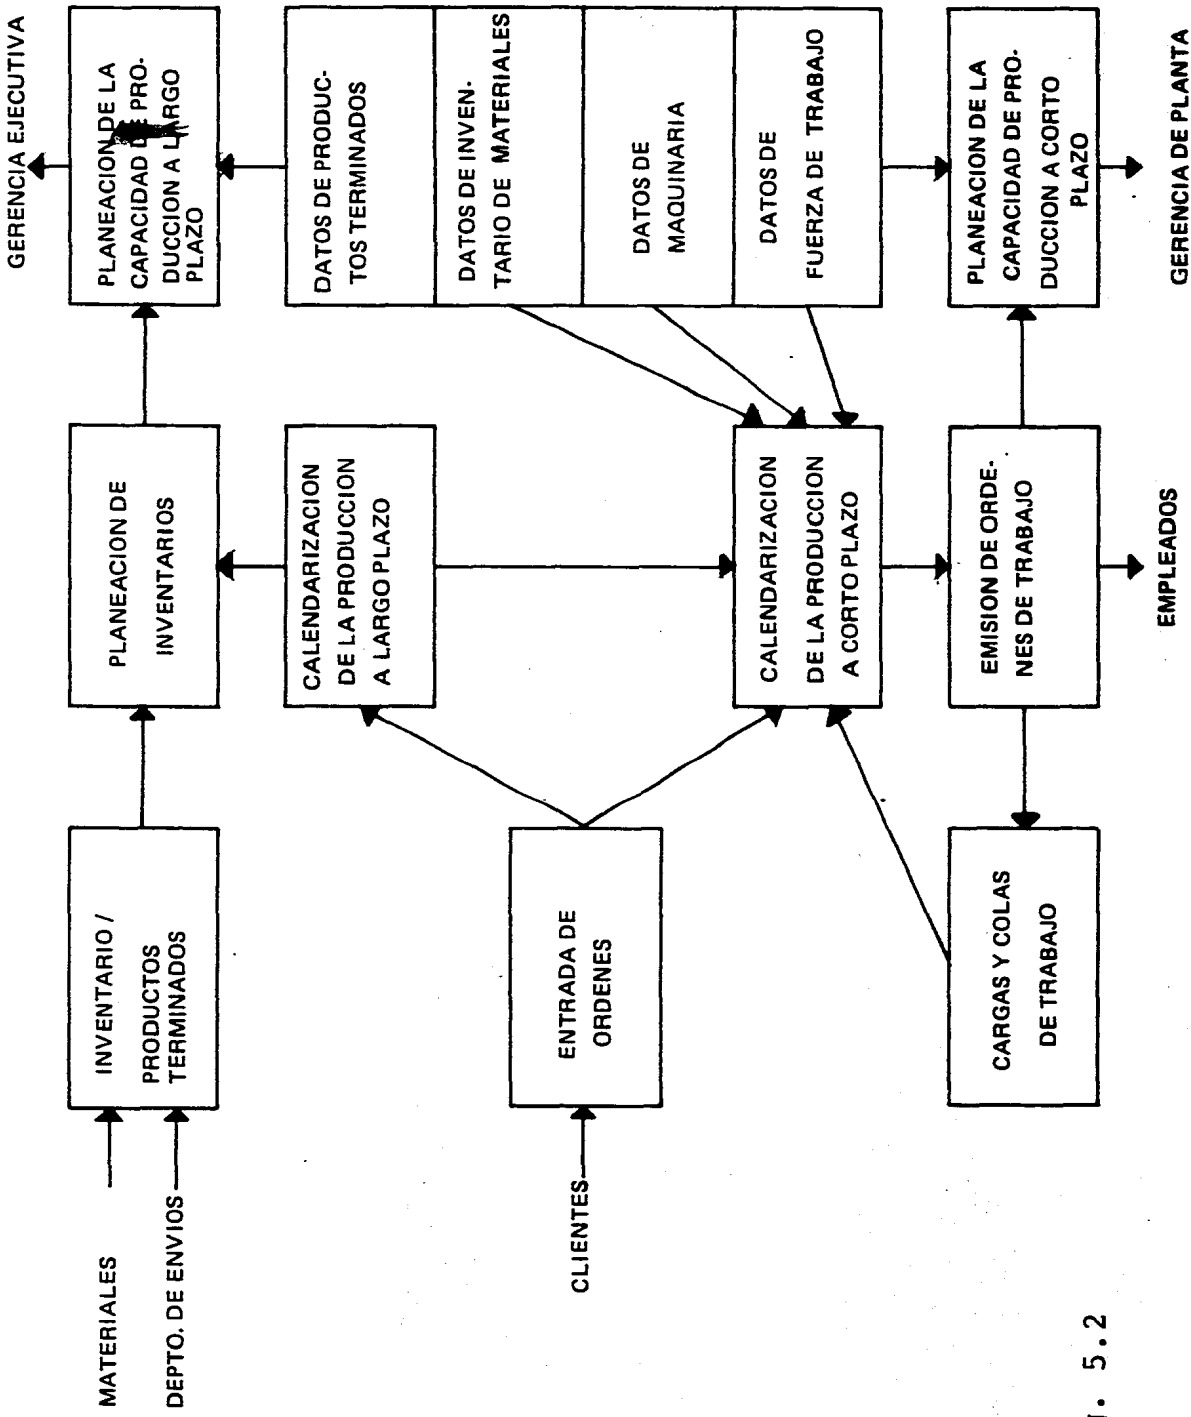 MATERIALES
DEPTO. DE ENVIOS
INVENTARIO /
PRODUCTOS
TERMINADOS
PLANEACION DE
INVENTARIOS
PLANEACION DE LA
CAPACIDAD DE PRO-
DUCCION A LARGO
PLAZO
GERENCIA EJECUTIVA
CALENDARIZACION
DE LA PRODUCCION
A LARGO PLAZO
DATOS DE PRODUC-
TOS TERMINADOS
DATOS DE INVEN-
TARIO DE MATERIALES
DATOS DE
MAQUINARIA
DATOS DE
FUERZA DE TRABAJO
CLIENTES
ENTRADA DE
ORDENES
CALENDARIZACION
DE LA PRODUCCION
A CORTO PLAZO
CARGAS Y COLAS
DE TRABAJO
EMISION DE ORDE-
NES DE TRABAJO
PLANEACION DE LA
CAPACIDAD DE PRO-
DUCCION A CORTO
PLAZO
EMPLEADOS
GERENCIA DE PLANTA
5.2